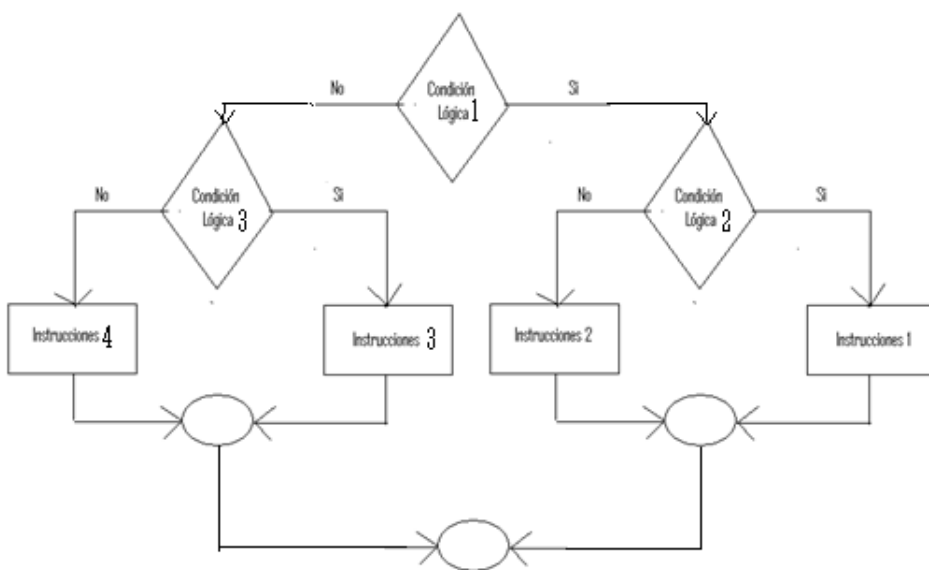 No
Condición
Lógica 1
Si
No
Condición
Lógica 3
Si
No
Condición
Lógica 2
Si
Instrucciones 4
Instrucciones 3
Instrucciones 2
Instrucciones 1